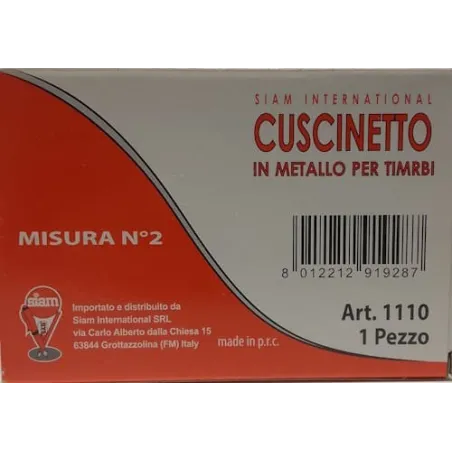 SIAM INTERNATIONAL
CUSCINETTO
IN METALLO PER TIMRBI
MISURA N°2
8 012212 919287
siam
Importato e distribuito da
Siam International SRL
via Carlo Alberto dalla Chiesa 15
63844 Grottazzolina (FM) Italy
made in p.r.c.
Art. 1110
1 Pezzo